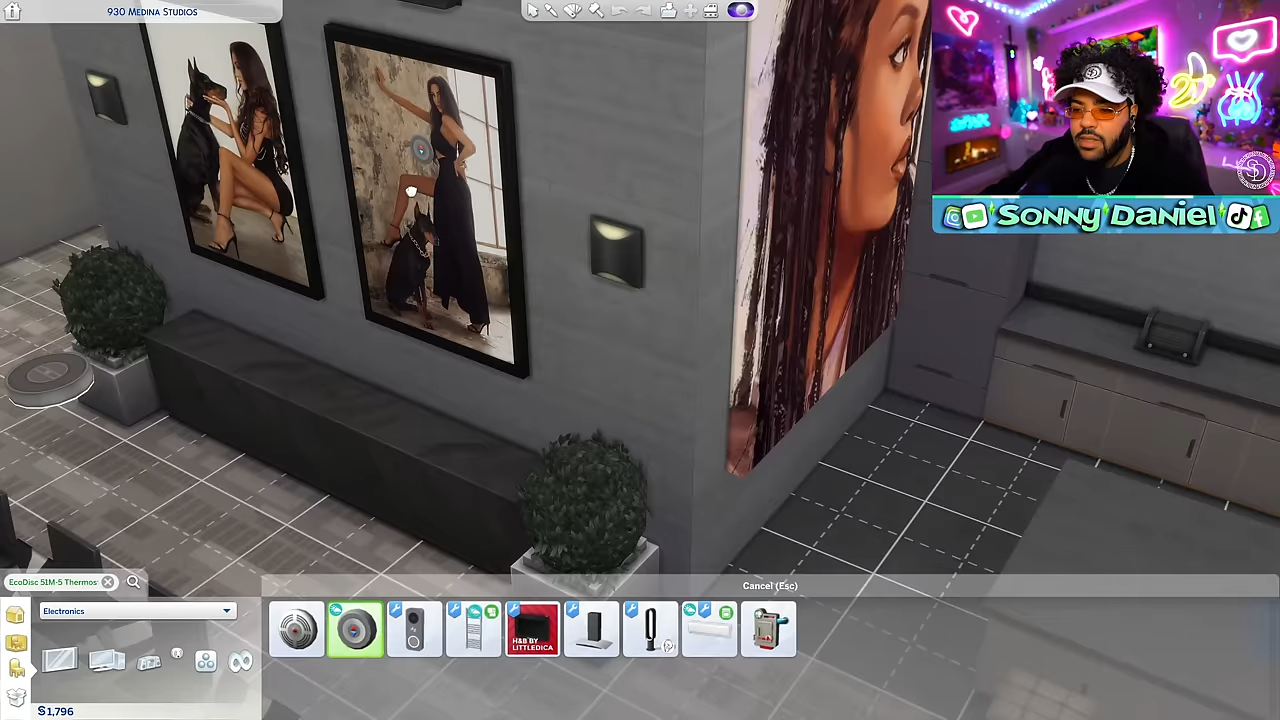 930 MEDINA STUDIOS
Sonny Daniel
EcoDisc 51M-5 Thermos
Cancel (Esc)
Electronics
H&B BY
LITTLEDICA
§1,796